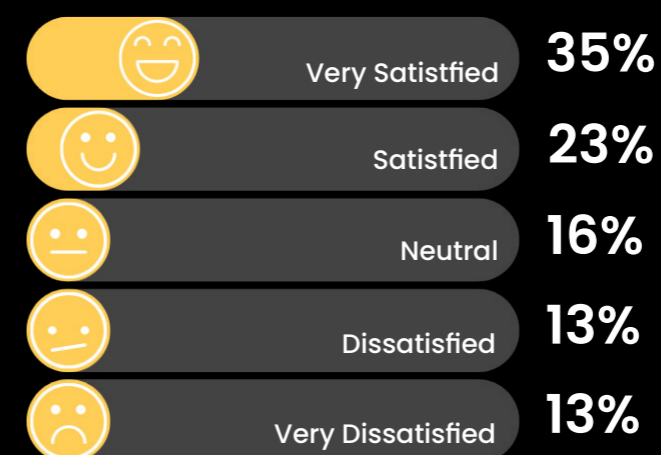 Very Satistfied 35%
Satistfied 23%
Neutral 16%
Dissatisfied 13%
Very Dissatisfied 13%